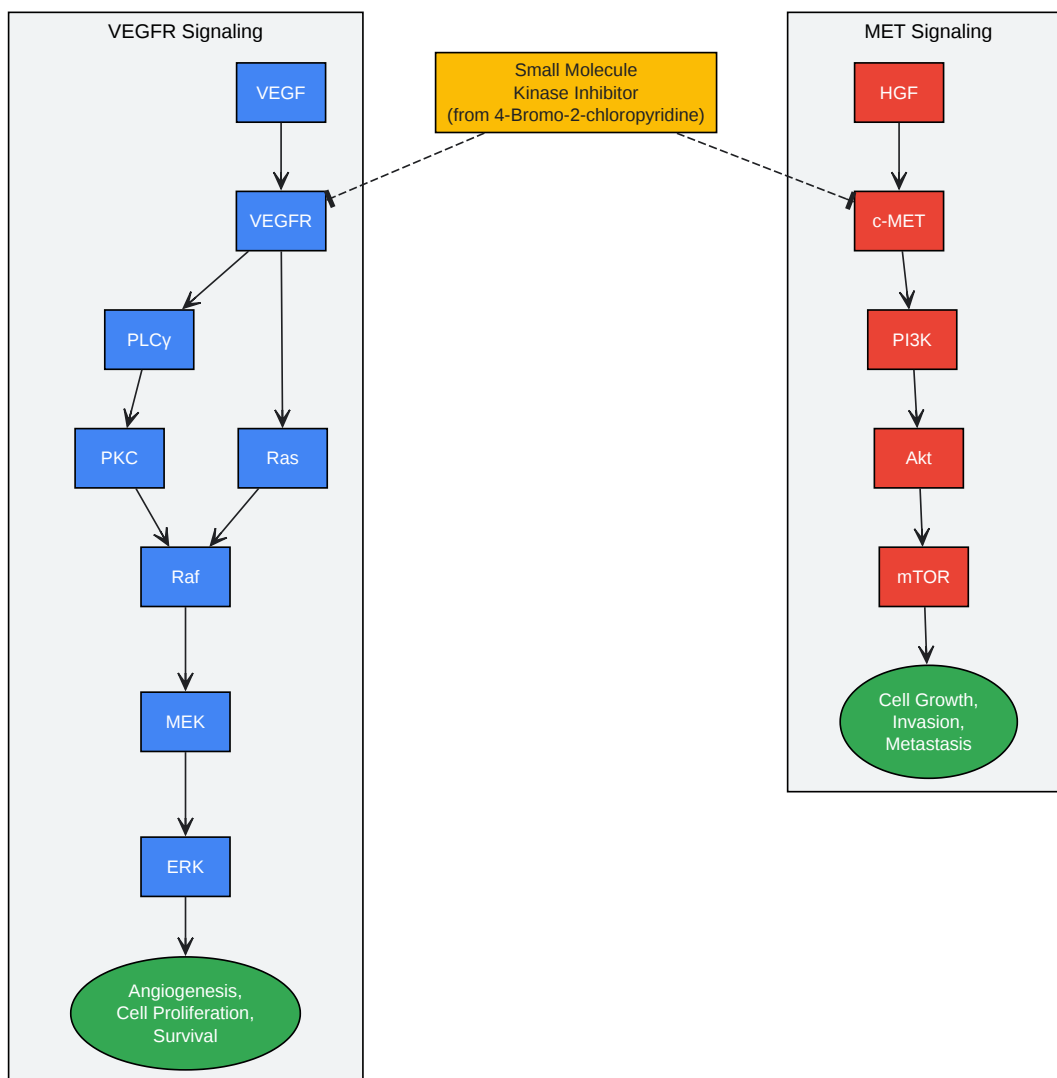 VEGFR Signaling
VEGF
VEGFR
PLCγ
PKC
Ras
Raf
MEK
ERK
Angiogenesis,
Cell Proliferation,
Survival
Small Molecule
Kinase Inhibitor
(from 4-Bromo-2-chloropyridine)
MET Signaling
HGF
c-MET
PI3K
Akt
mTOR
Cell Growth,
Invasion,
Metastasis